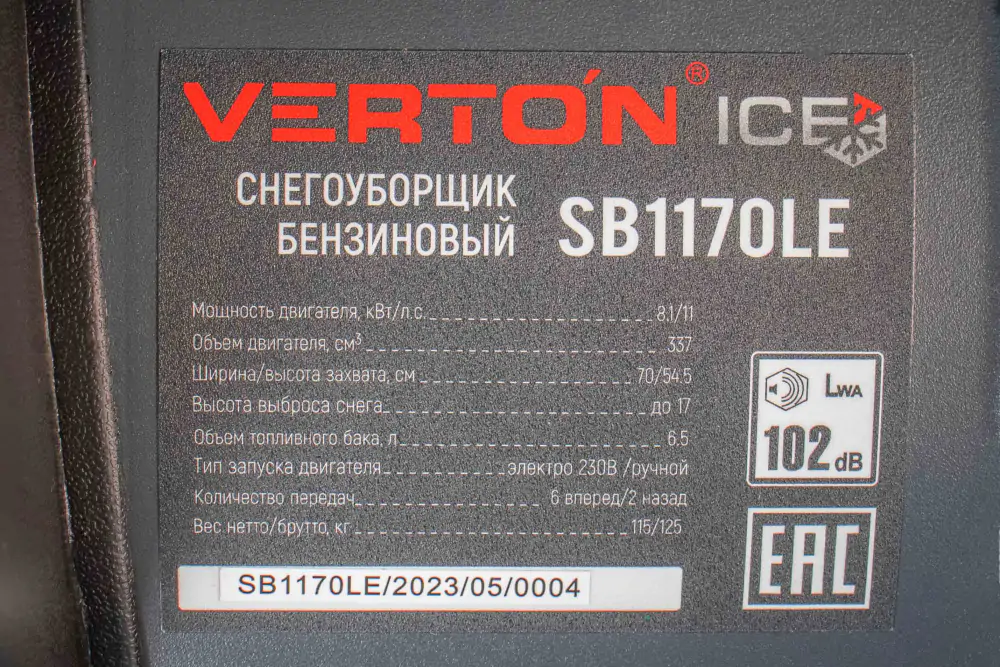 VERTÓN® ICE
СНЕГОУБОРЩИК
БЕНЗИНОВЫЙ
SB1170LE
Мощность двигателя, кВт/л.с. 8.1/11
Объем двигателя, см³ 337
Ширина/высота захвата, см 70/54.5
Высота выброса снега до 17
Объем топливного бака, л 6.5
Тип запуска двигателя электро 230В /ручной
Количество передач 6 вперед/2 назад
Вес нетто/брутто, кг 115/125
LWA
102 dB
EAC
SB1170LE/2023/05/0004